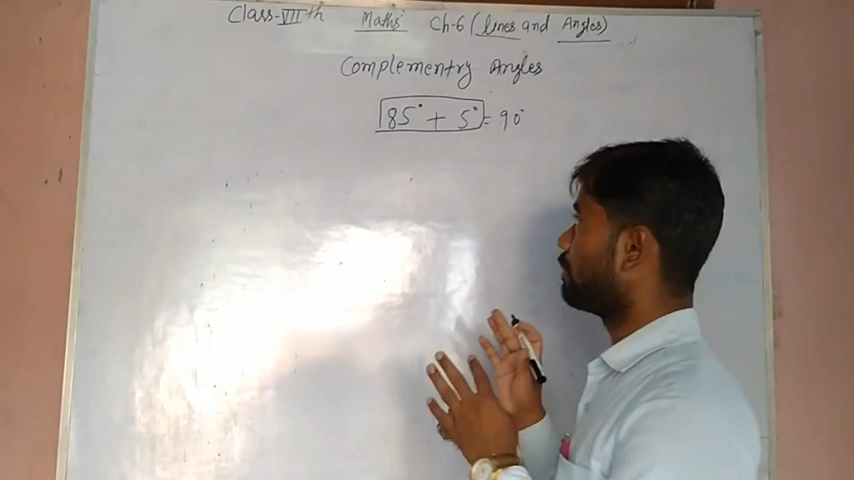 Class-VIIth Maths Ch-6 (lines and Angles)
Complementry Angles
85° + 5° = 90°